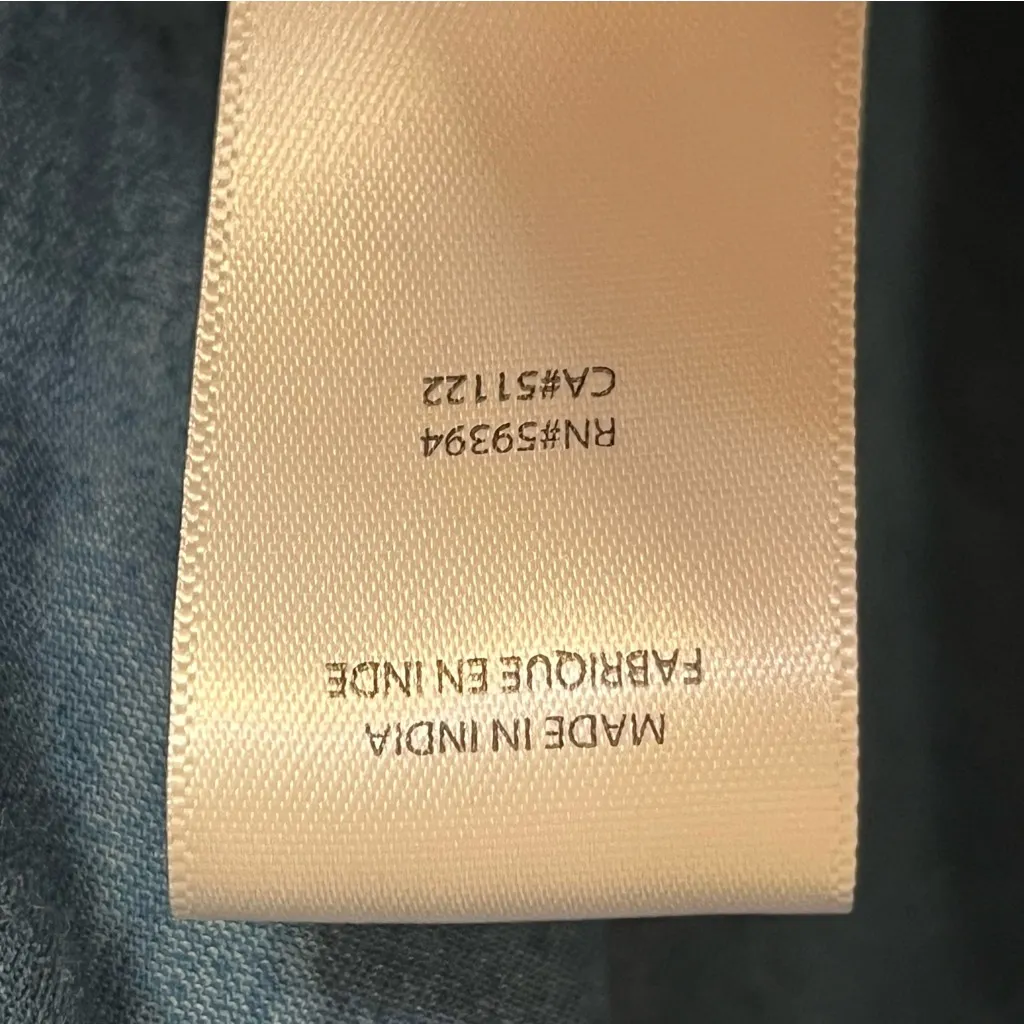 MADE IN INDIA
FABRIQUE EN INDE
RN#59394
CA#51122